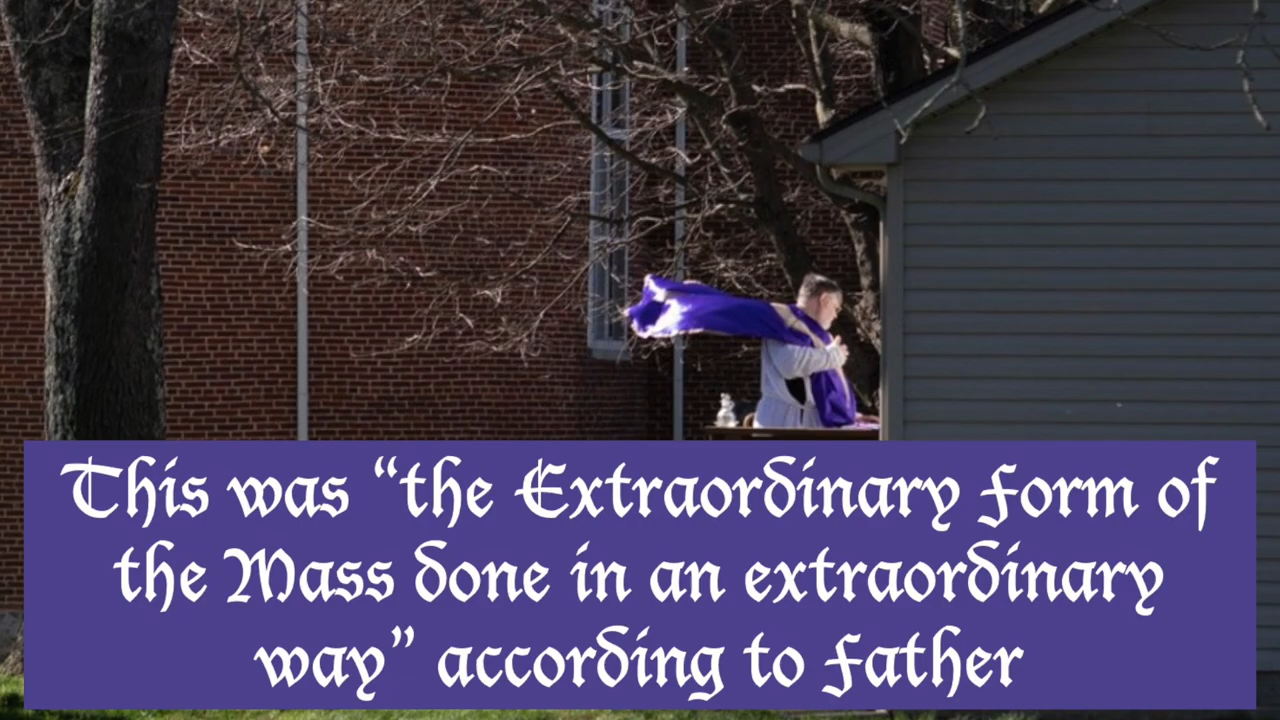 This was “the Extraordinary Form of
the Mass done in an extraordinary
way” according to Father